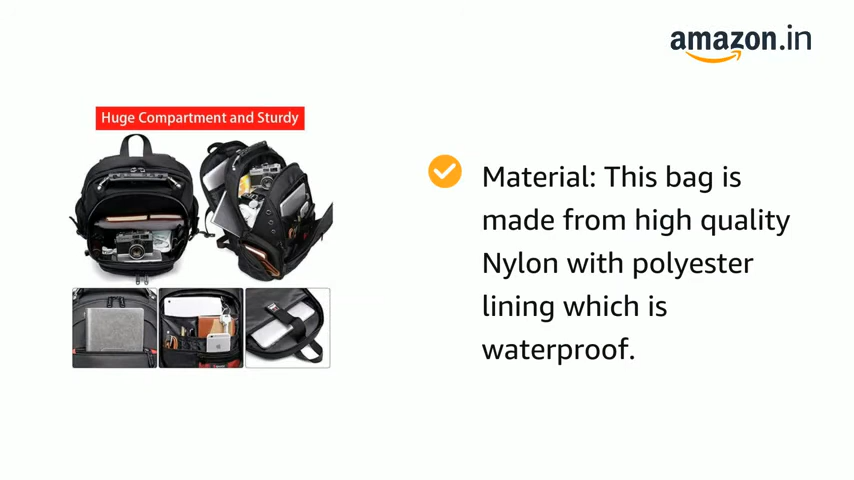 amazon.in
Huge Compartment and Sturdy
Material: This bag is
made from high quality
Nylon with polyester
lining which is
waterproof.